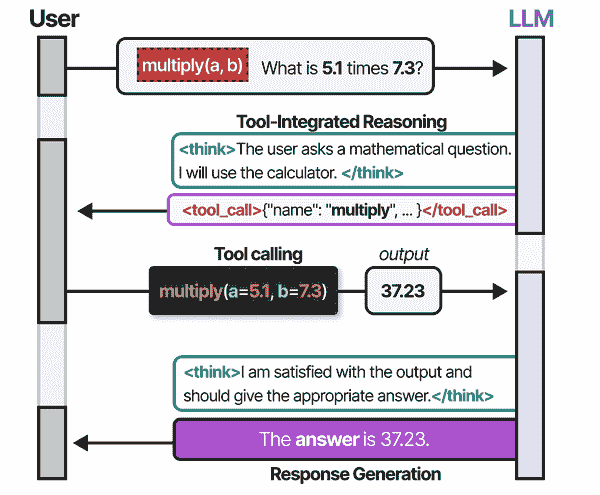 User LLM
multiply(a, b) What is 5.1 times 7.3?
Tool-Integrated Reasoning
<think>The user asks a mathematical question.
I will use the calculator. </think>
<tool_call>{"name": "multiply", ... }</tool_call>
Tool calling output
multiply(a=5.1, b=7.3) 37.23
<think>I am satisfied with the output and
should give the appropriate answer.</think>
The answer is 37.23.
Response Generation